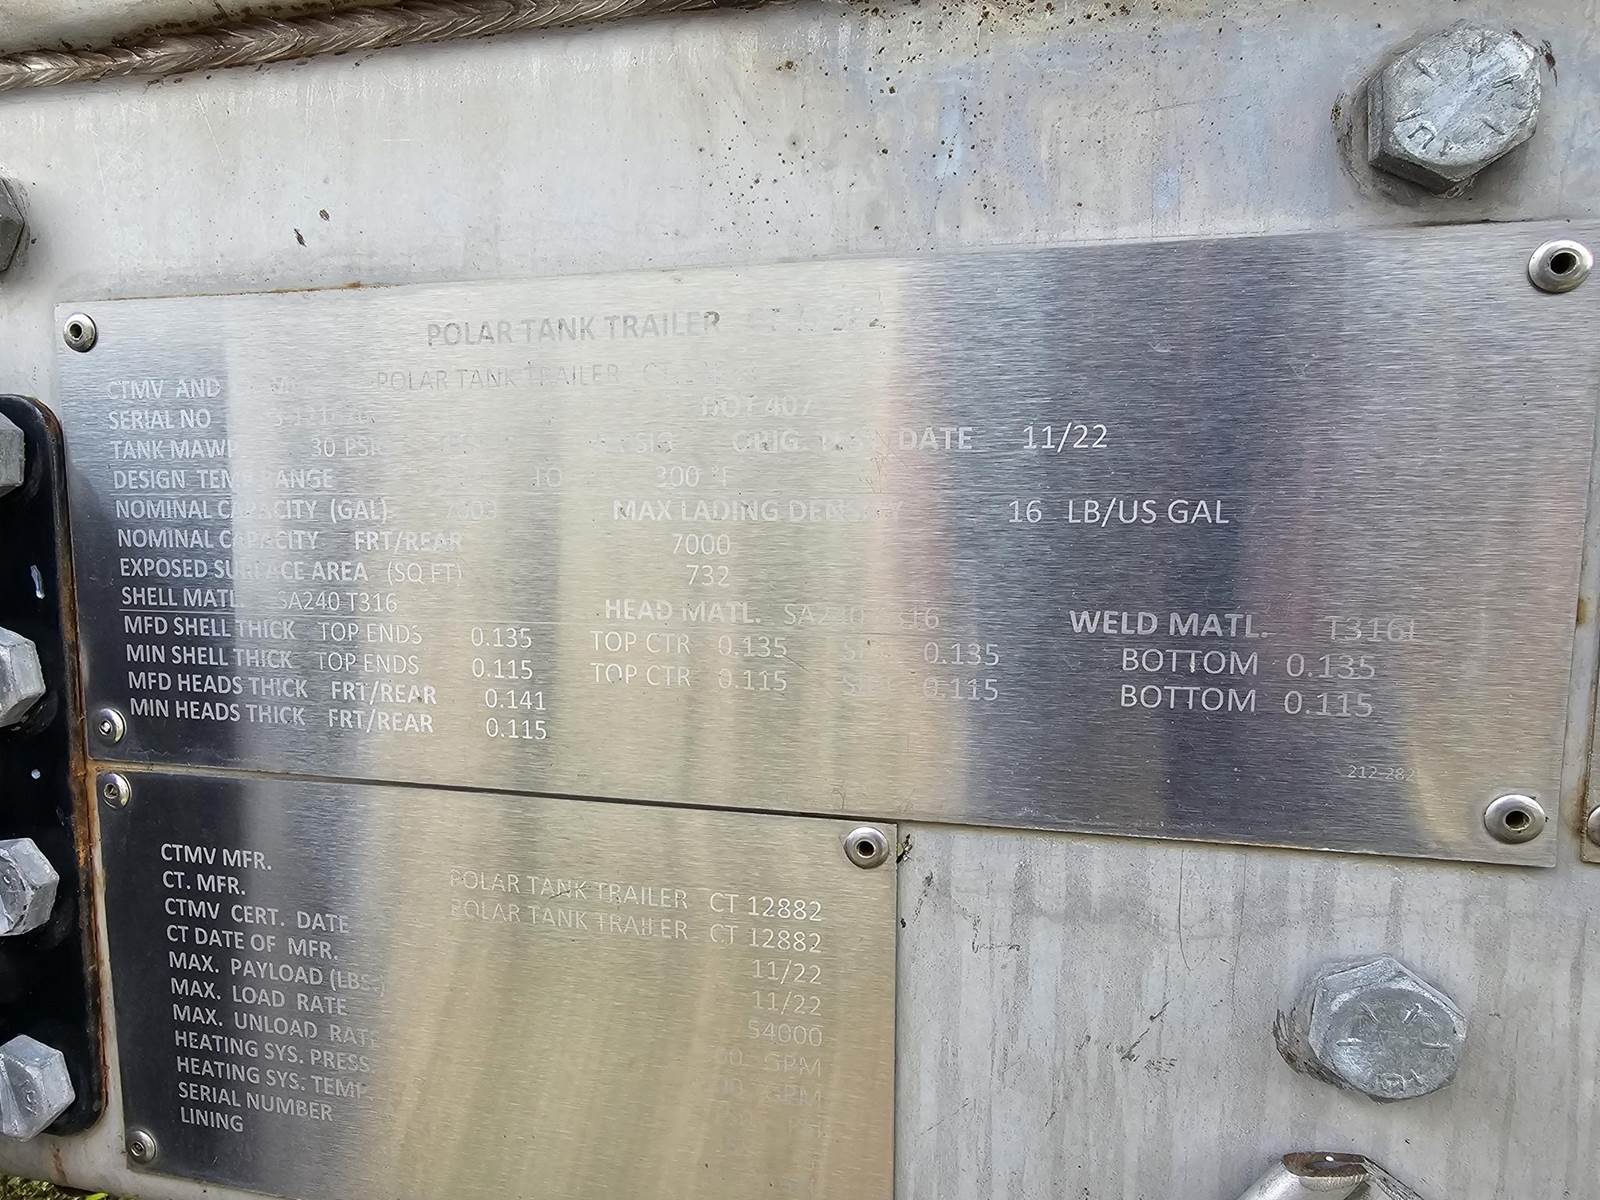 POLAR TANK TRAILER
CTMV AND POLAR TANK TRAILER
SERIAL NO DOT 407
TANK MAWP 30 PSIG ORIG. TEST DATE 11/22
DESIGN TEMP RANGE TO 300 °F
NOMINAL CAPACITY (GAL) MAX LADING DENS 16 LB/US GAL
NOMINAL CAPACITY FRT/REAR 7000
EXPOSED SURFACE AREA (SQ FT) 732
SHELL MATL. SA240 T316 HEAD MATL. WELD MATL.
MFD SHELL THICK TOP ENDS 0.135 TOP CTR 0.135 0.135 BOTTOM 0.135
MIN SHELL THICK TOP ENDS 0.115 TOP CTR 0.115 0.115 BOTTOM 0.115
MFD HEADS THICK FRT/REAR 0.141
MIN HEADS THICK FRT/REAR 0.115
212-282
CTMV MFR. POLAR TANK TRAILER CT 12882
CT. MFR. POLAR TANK TRAILER CT 12882
CTMV CERT. DATE 11/22
CT DATE OF MFR. 11/22
MAX. PAYLOAD (LBS.) 54000
MAX. LOAD RATE GPM
MAX. UNLOAD RATE GPM
HEATING SYS. PRESS
HEATING SYS. TEMP.
SERIAL NUMBER
LINING